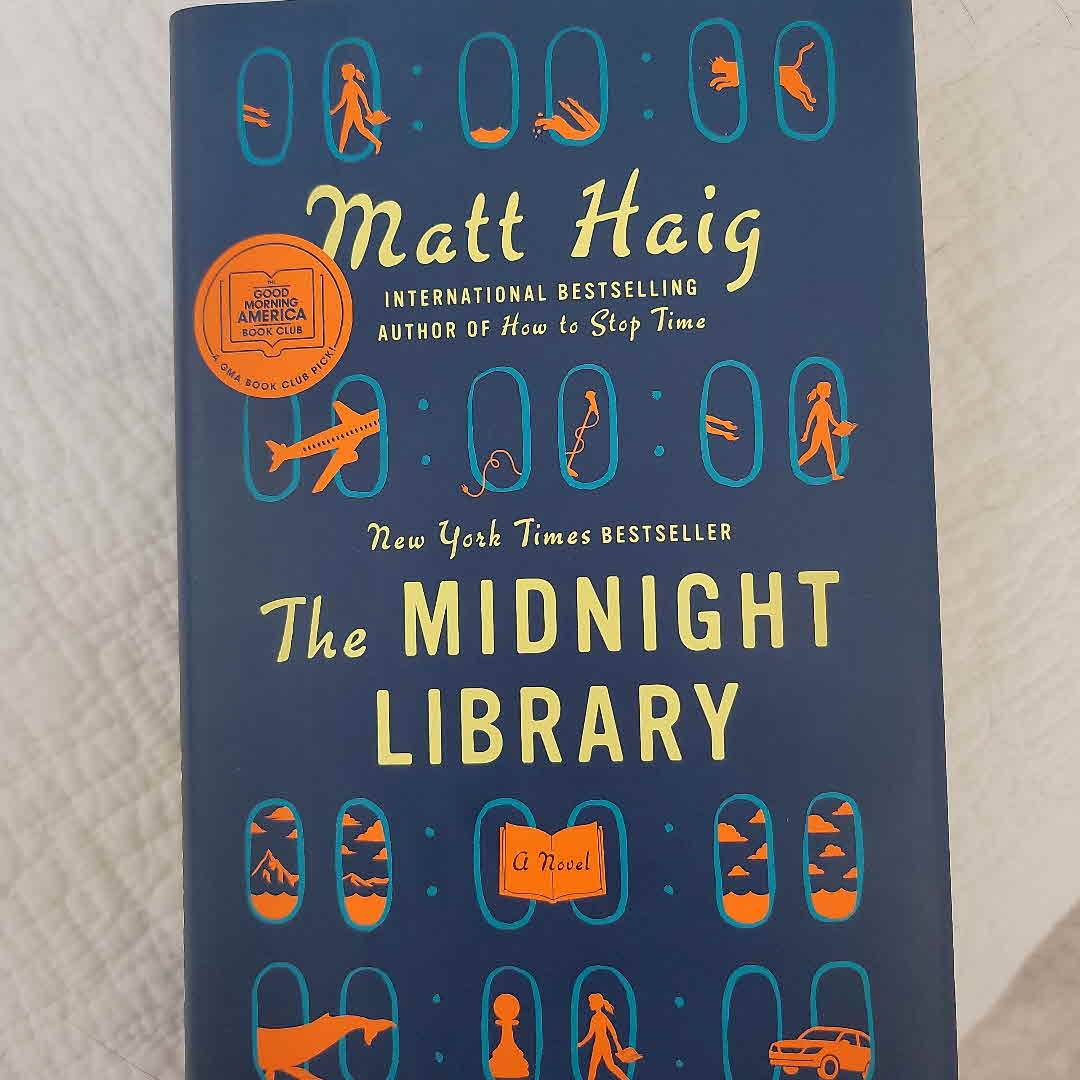 Matt Haig
INTERNATIONAL BESTSELLING
AUTHOR OF How to Stop Time
THE
GOOD
MORNING
AMERICA
BOOK CLUB
A GMA BOOK CLUB PICK!
New York Times BESTSELLER
The MIDNIGHT
LIBRARY
A Novel